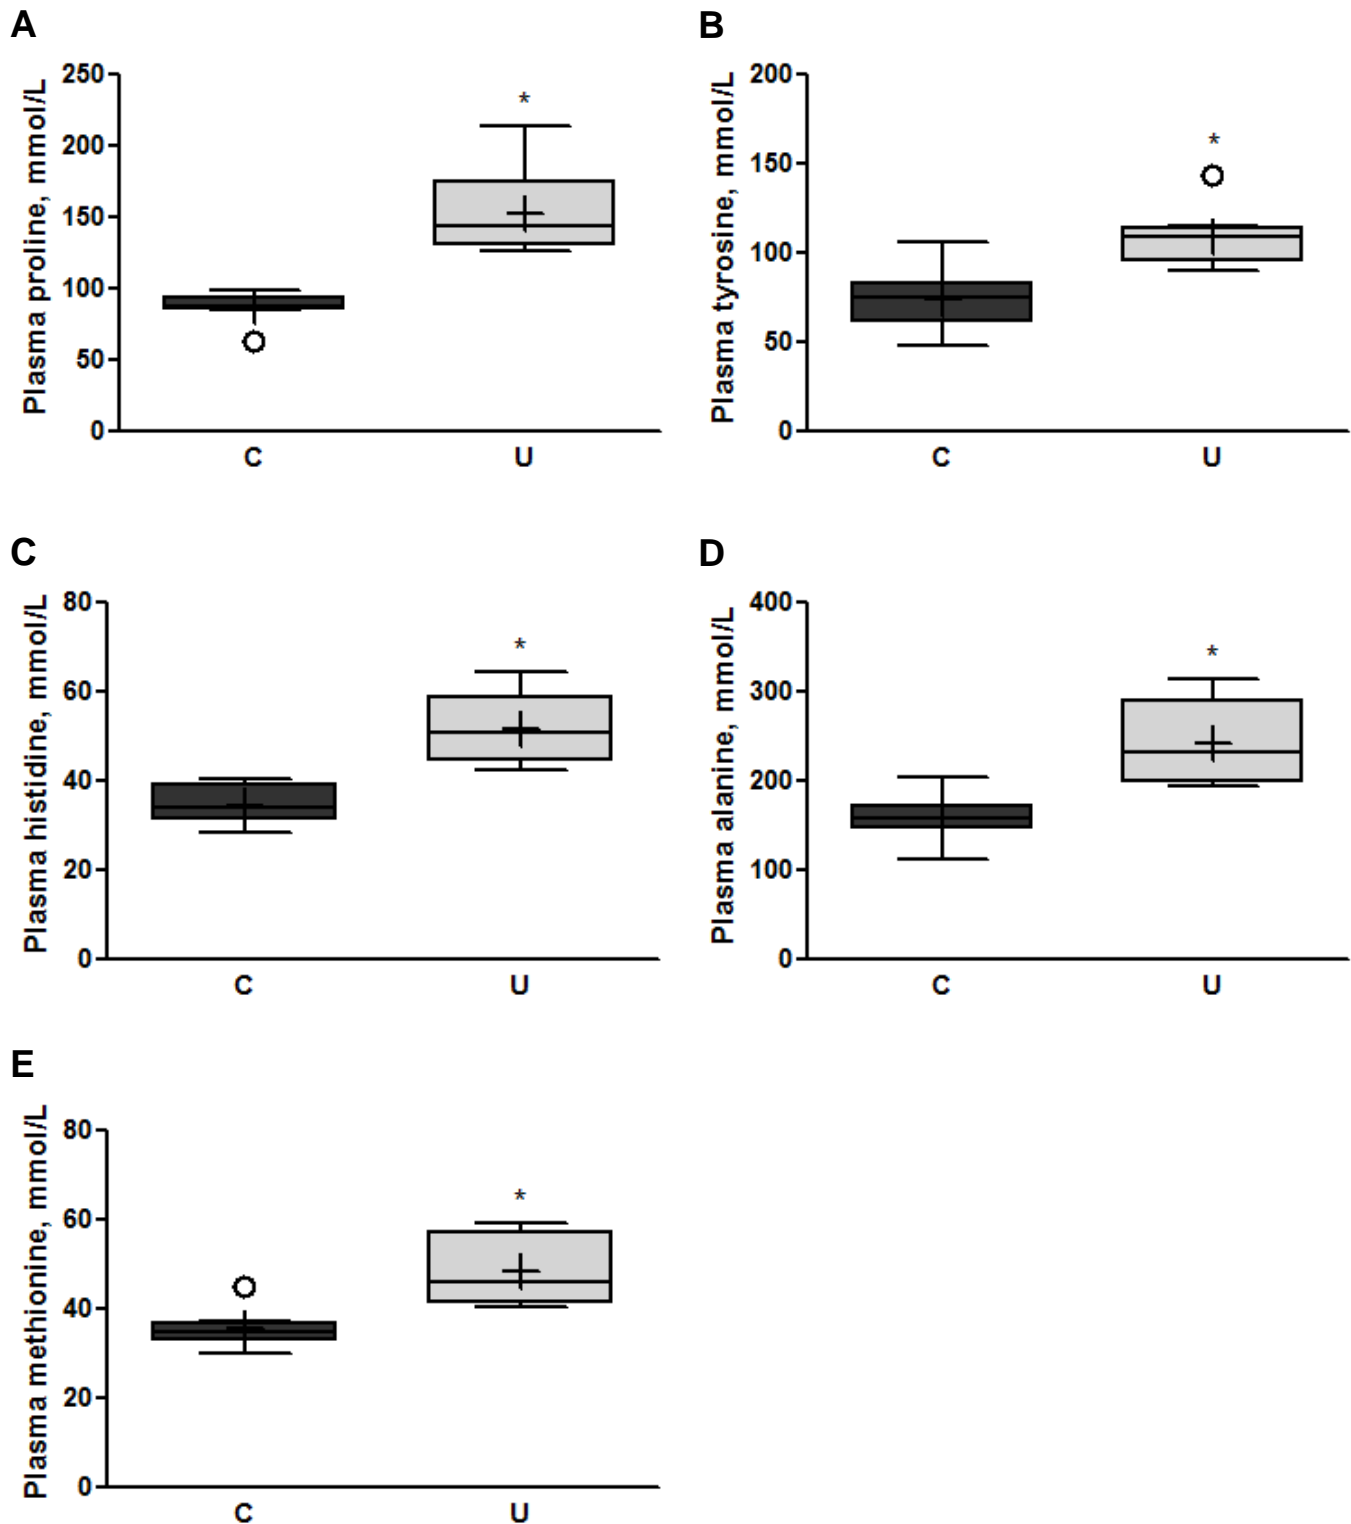 A
Plasma proline, mmol/L
250
200
150
100
50
0
*
C
U
B
Plasma tyrosine, mmol/L
200
150
100
50
0
*
C
U
C
Plasma histidine, mmol/L
80
60
40
20
0
*
C
U
D
Plasma alanine, mmol/L
400
300
200
100
0
*
C
U
E
Plasma methionine, mmol/L
80
60
40
20
0
*
C
U